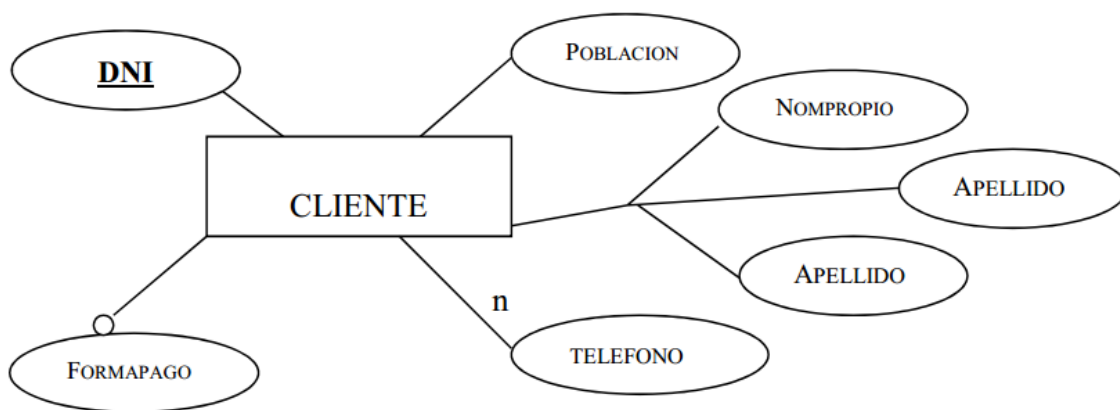 DNI
POBLACION
NOMPROPIO
APELLIDO
CLIENTE
APELLIDO
n
TELEFONO
FORMAPAGO